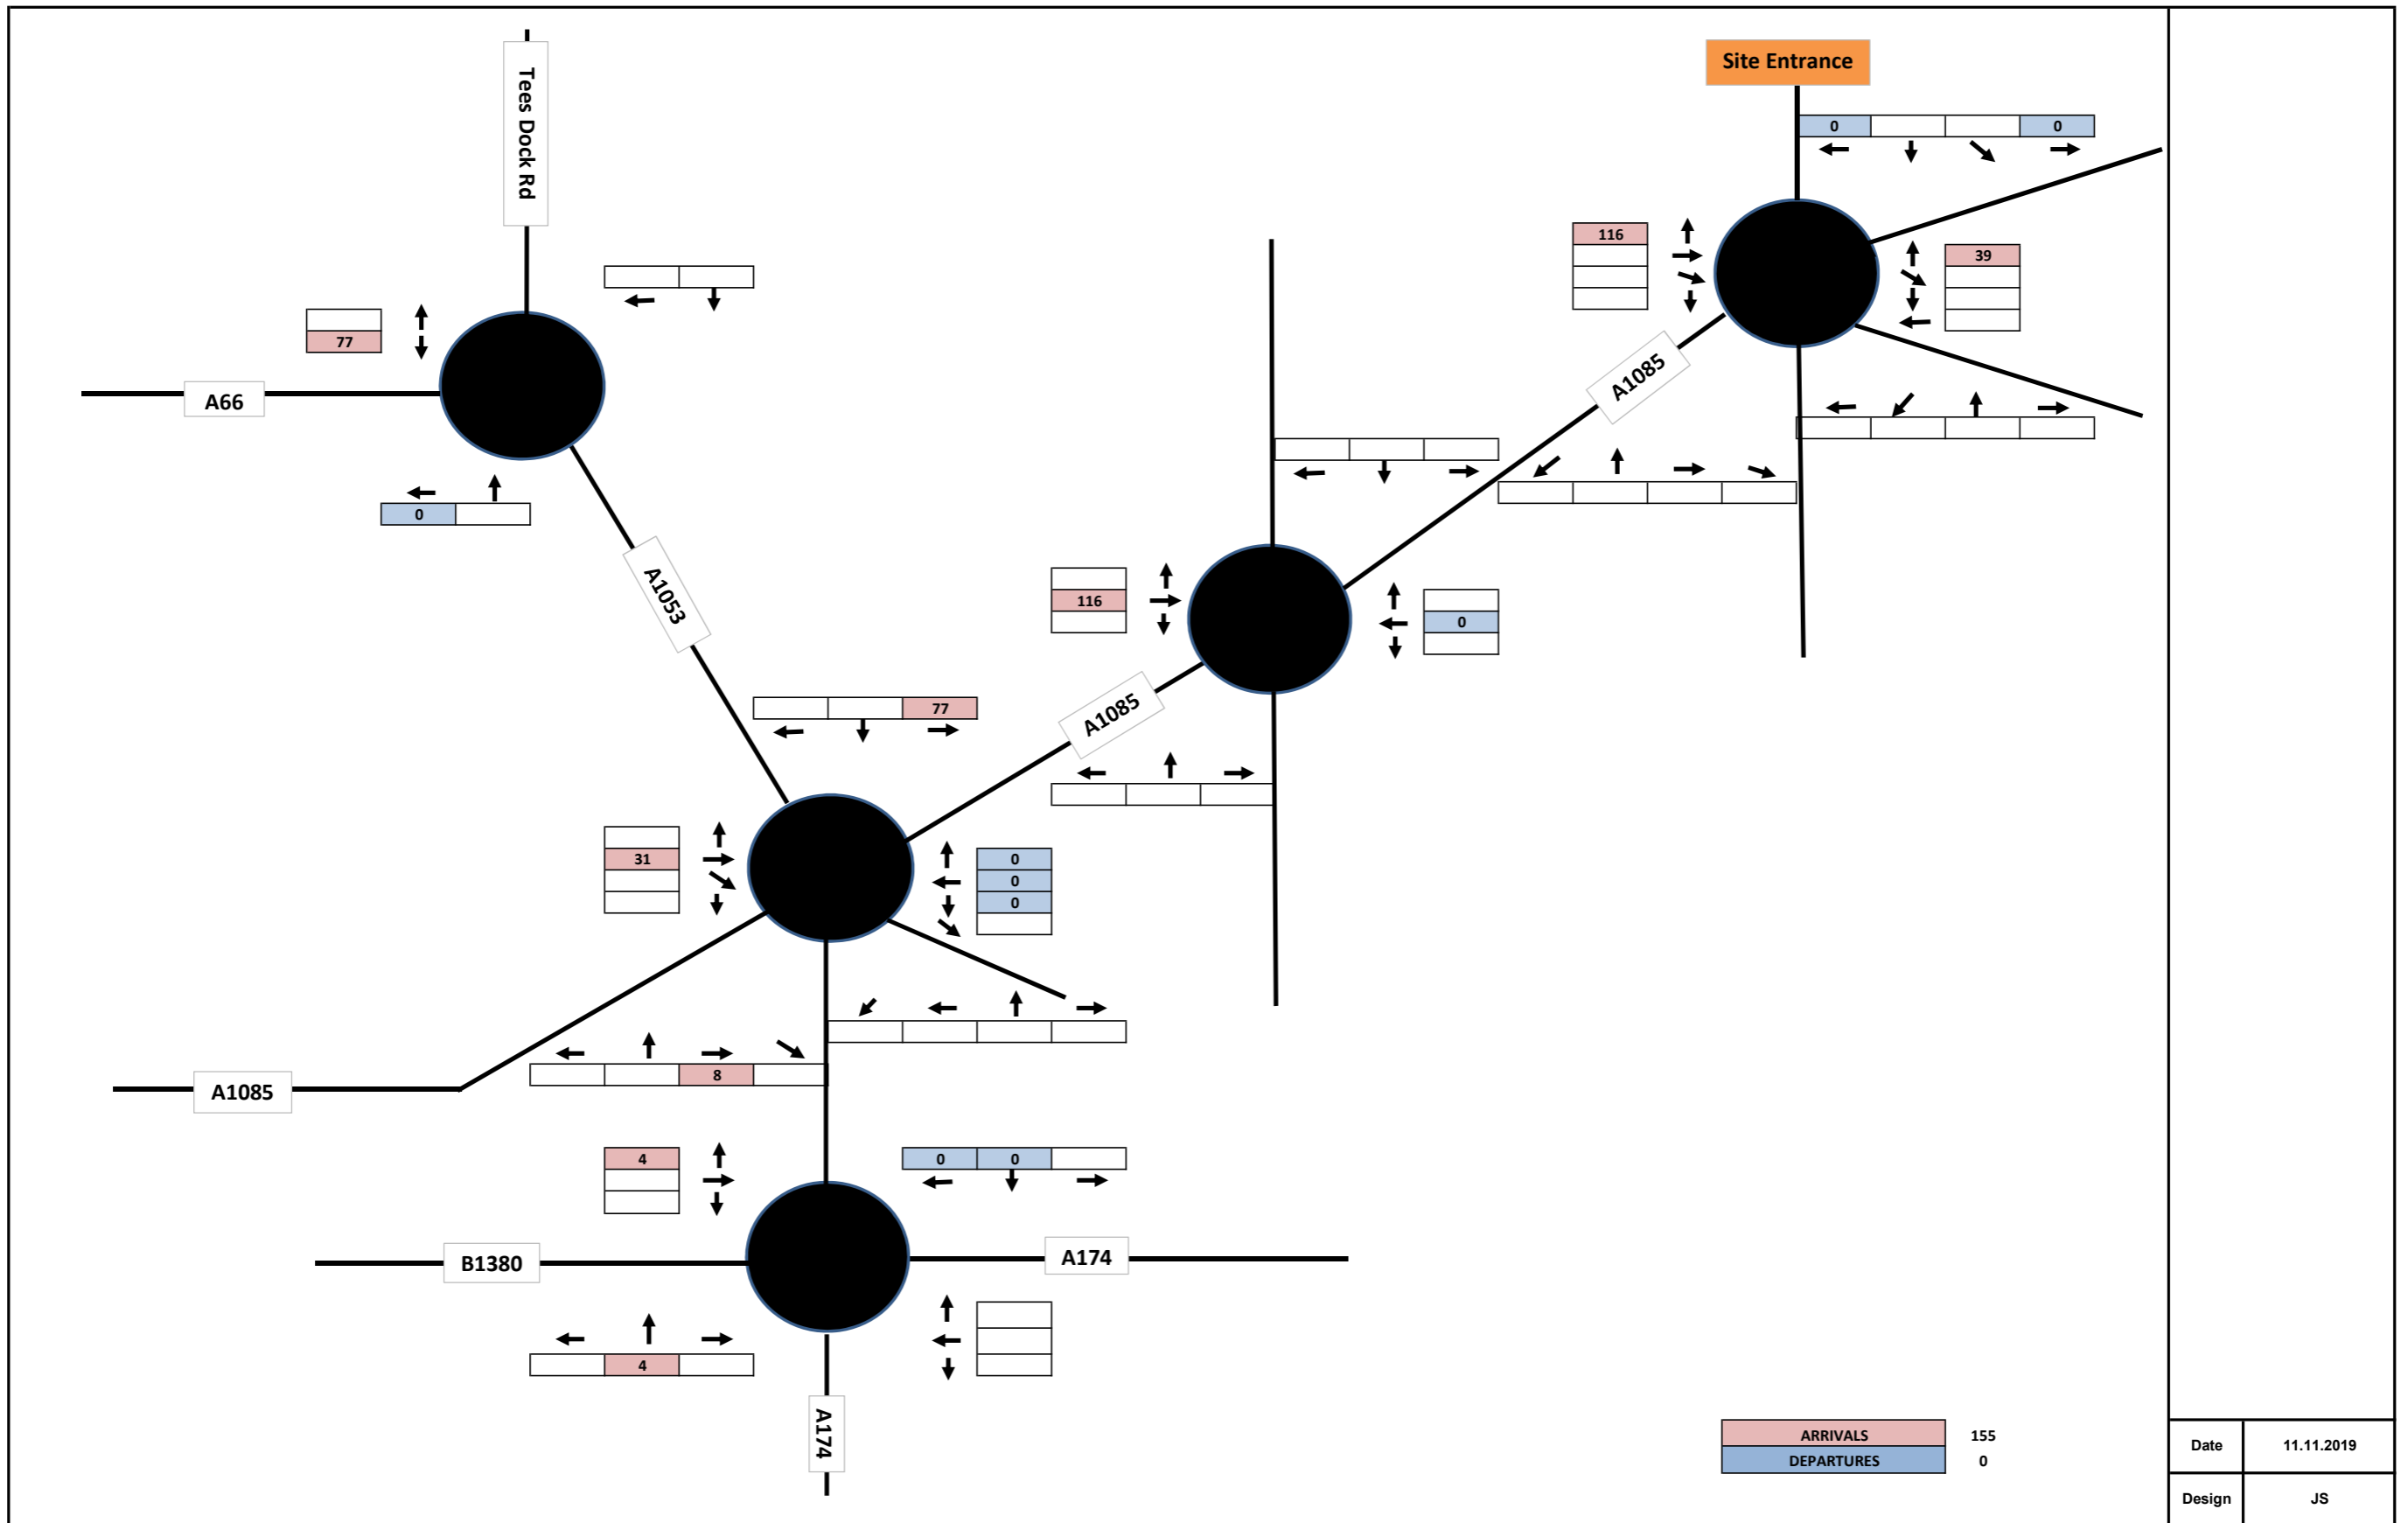 Site Entrance
Tees Dock Rd
0 0
116
39
77
A66
A1085
0
A1053
116
0
77
A1085
31
0
0
0
8
A1085
4
0 0
B1380
A174
4
A174
ARRIVALS 155
DEPARTURES 0
Date 11.11.2019
Design JS